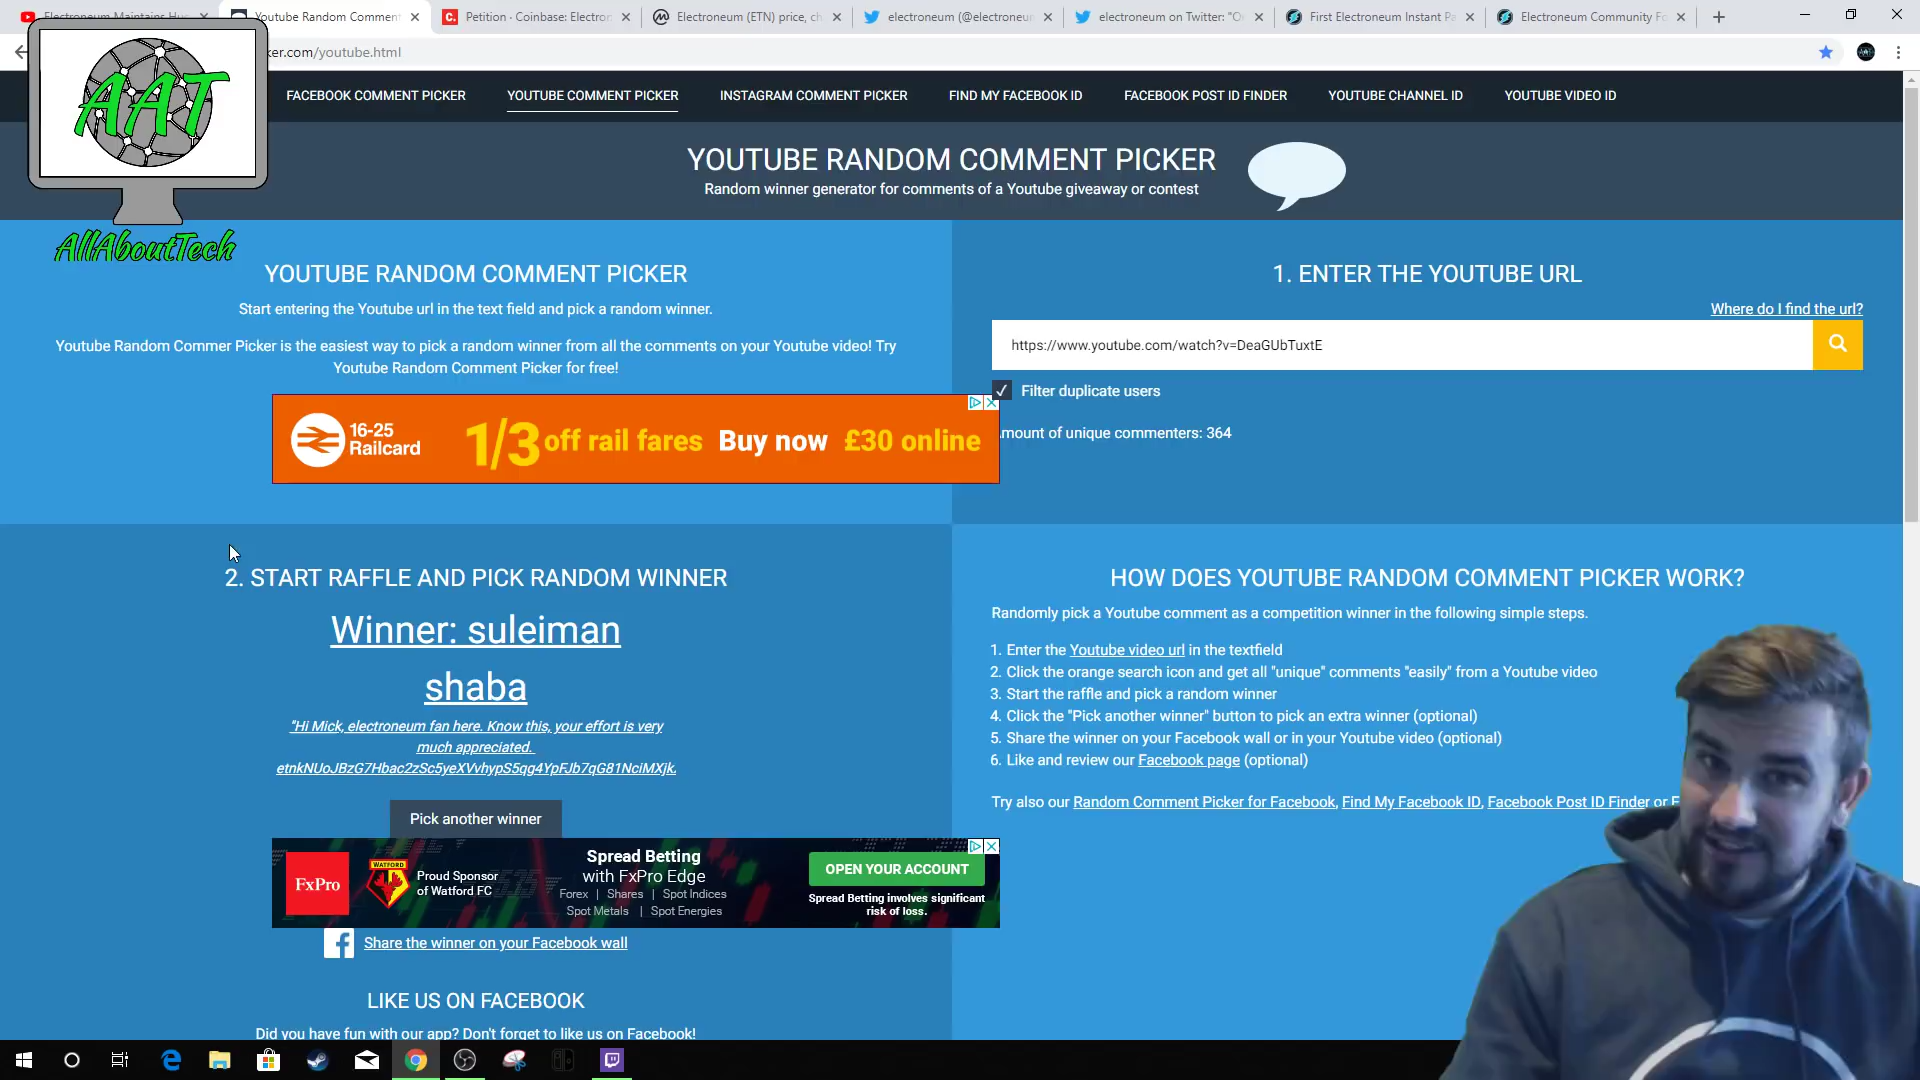 Electroneum Maintains Hu
Youtube Random Comment
Petition · Coinbase: Electron
Electroneum (ETN) price, ch
electroneum (@electroneu
electroneum on Twitter: "O
First Electroneum Instant Pa
Electroneum Community Fo
ker.com/youtube.html
AAT
AllAboutTech
FACEBOOK COMMENT PICKER
YOUTUBE COMMENT PICKER
INSTAGRAM COMMENT PICKER
FIND MY FACEBOOK ID
FACEBOOK POST ID FINDER
YOUTUBE CHANNEL ID
YOUTUBE VIDEO ID
YOUTUBE RANDOM COMMENT PICKER
Random winner generator for comments of a Youtube giveaway or contest
YOUTUBE RANDOM COMMENT PICKER
Start entering the Youtube url in the text field and pick a random winner.
Youtube Random Commer Picker is the easiest way to pick a random winner from all the comments on your Youtube video! Try
Youtube Random Comment Picker for free!
16-25
Railcard
1/3 off rail fares Buy now £30 online
1. ENTER THE YOUTUBE URL
Where do I find the url?
https://www.youtube.com/watch?v=DeaGUbTuxtE
Filter duplicate users
mount of unique commenters: 364
2. START RAFFLE AND PICK RANDOM WINNER
Winner: suleiman
shaba
"Hi Mick, electroneum fan here. Know this, your effort is very
much appreciated.
etnkNUoJBzG7Hbac2zSc5yeXVvhypS5qg4YpFJb7qG81NciMXjk.
Pick another winner
FxPro
WATFORD
Proud Sponsor
of Watford FC
Spread Betting
with FxPro Edge
Forex | Shares | Spot Indices
Spot Metals | Spot Energies
OPEN YOUR ACCOUNT
Spread Betting involves significant
risk of loss.
Share the winner on your Facebook wall
LIKE US ON FACEBOOK
Did you have fun with our app? Don't forget to like us on Facebook!
HOW DOES YOUTUBE RANDOM COMMENT PICKER WORK?
Randomly pick a Youtube comment as a competition winner in the following simple steps.
1. Enter the Youtube video url in the textfield
2. Click the orange search icon and get all "unique" comments "easily" from a Youtube video
3. Start the raffle and pick a random winner
4. Click the "Pick another winner" button to pick an extra winner (optional)
5. Share the winner on your Facebook wall or in your Youtube video (optional)
6. Like and review our Facebook page (optional)
Try also our Random Comment Picker for Facebook, Find My Facebook ID, Facebook Post ID Finder or F